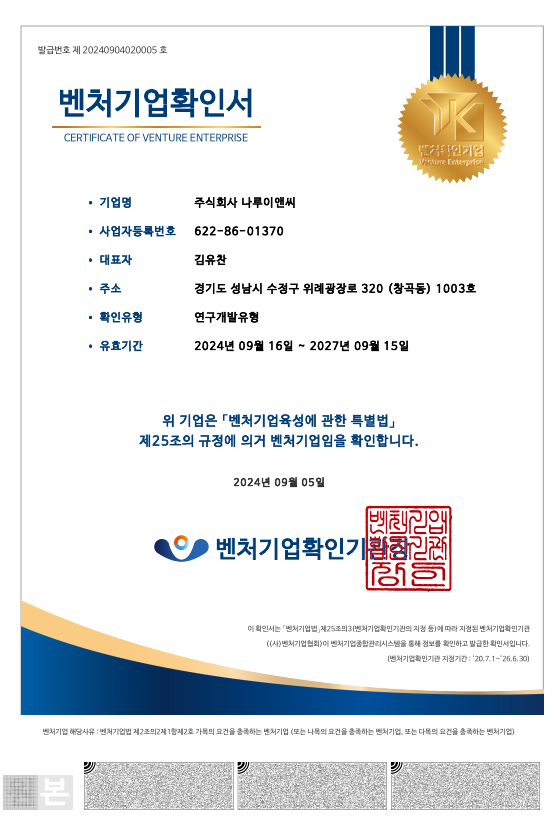 발급번호 제 20240904020005 호
벤처기업확인서
CERTIFICATE OF VENTURE ENTERPRISE
벤처확인기업
Venture Enterprise
• 기업명 주식회사 나루이앤씨
• 사업자등록번호 622-86-01370
• 대표자 김유찬
• 주소 경기도 성남시 수정구 위례광장로 320 (창곡동) 1003호
• 확인유형 연구개발유형
• 유효기간 2024년 09월 16일 ~ 2027년 09월 15일
위 기업은 「벤처기업육성에 관한 특별법」
제25조의 규정에 의거 벤처기업임을 확인합니다.
2024년 09월 05일
벤처기업확인기관장
이 확인서는 「벤처기업법」제25조의3(벤처기업확인기관의 지정 등)에 따라 지정된 벤처기업확인기관
((사)벤처기업협회)이 벤처기업종합관리시스템을 통해 정보를 확인하고 발급한 확인서입니다.
(벤처기업확인기관 지정기간 : '20.7.1~'26.6.30)
벤처기업 해당사유 : 벤처기업법 제2조의2제1항제2호 가목의 요건을 충족하는 벤처기업 (또는 나목의 요건을 충족하는 벤처기업, 또는 다목의 요건을 충족하는 벤처기업)
본